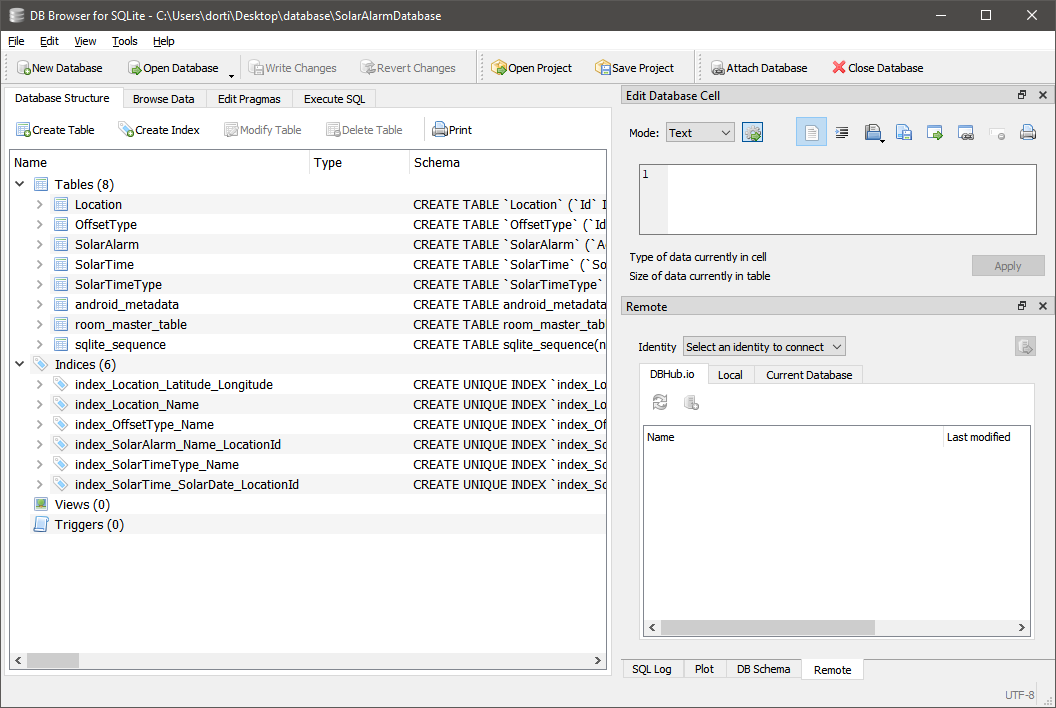 DB Browser for SQLite - C:\Users\dorti\Desktop\database\SolarAlarmDatabase
File Edit View Tools Help
New Database Open Database Write Changes Revert Changes Open Project Save Project Attach Database Close Database
Database Structure Browse Data Edit Pragmas Execute SQL
Create Table Create Index Modify Table Delete Table Print
Name Type Schema
Tables (8)
Location CREATE TABLE `Location` (`Id` I
OffsetType CREATE TABLE `OffsetType` (`Id
SolarAlarm CREATE TABLE `SolarAlarm` (`A
SolarTime CREATE TABLE `SolarTime` (`So
SolarTimeType CREATE TABLE `SolarTimeType`
android_metadata CREATE TABLE android_metadata
room_master_table CREATE TABLE room_master_tab
sqlite_sequence CREATE TABLE sqlite_sequence(n
Indices (6)
index_Location_Latitude_Longitude CREATE UNIQUE INDEX `index_Lo
index_Location_Name CREATE UNIQUE INDEX `index_Lo
index_OffsetType_Name CREATE UNIQUE INDEX `index_Of
index_SolarAlarm_Name_LocationId CREATE UNIQUE INDEX `index_So
index_SolarTimeType_Name CREATE UNIQUE INDEX `index_So
index_SolarTime_SolarDate_LocationId CREATE UNIQUE INDEX `index_So
Views (0)
Triggers (0)
Edit Database Cell
Mode: Text
1
Type of data currently in cell
Size of data currently in table
Apply
Remote
Identity Select an identity to connect
DBHub.io Local Current Database
Name Last modified
SQL Log Plot DB Schema Remote
UTF-8